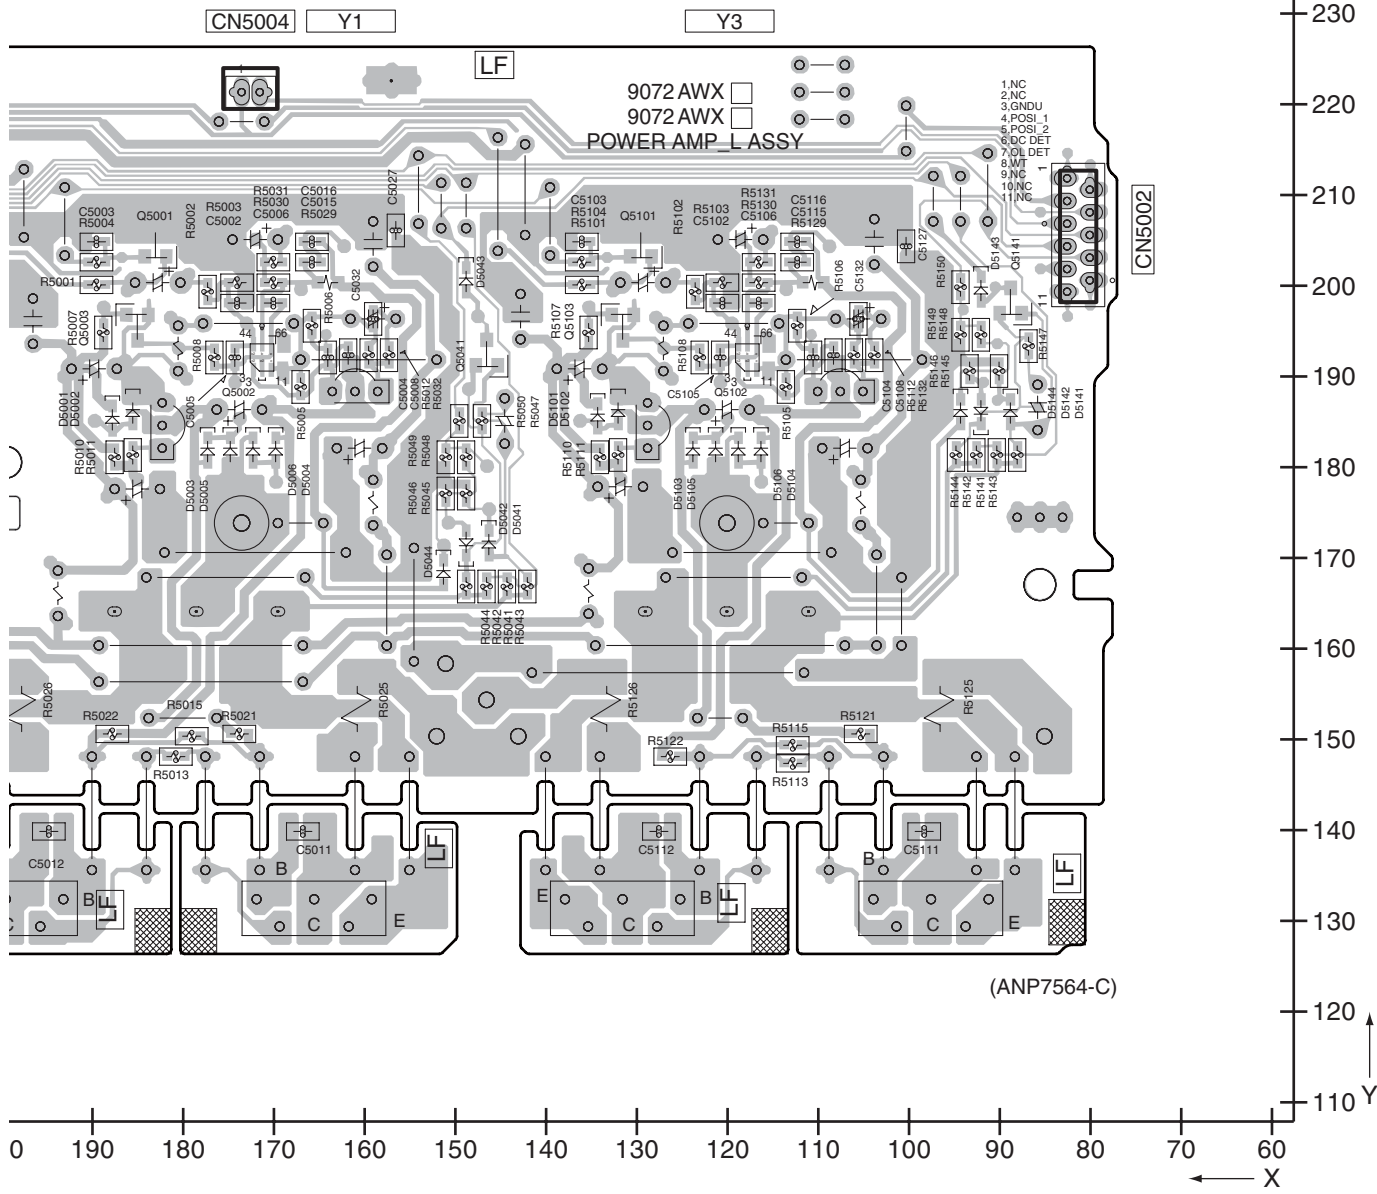 CN5004 Y1 Y3
230
LF
9072 AWX
9072 AWX
POWER AMP_L ASSY
1,NC
2,NC
3,GNDU
4,POSI_1
5,POSI_2
6,DC DET
7,OL DET
8,WT
9,NC
10,NC
11,NC
220
1
CN5002
11
210
C5003
R5004
Q5001
R5002
R5003
C5002
R5031
R5030
C5006
C5016
C5015
R5029
C5027
C5103
R5104
R5101
Q5101
R5102
R5103
C5102
R5131
R5130
C5106
C5116
C5115
R5129
C5127
R5001
R5006
C5032
D5043
R5106
C5132
R5150
D5143
Q5141
200
R5007
Q5003
R5008
44
66
33
11
Q5041
R5107
Q5103
R5108
44
66
33
11
R5149
R5148
R5146
R5145
R5147
190
D5001
D5002
C5005
Q5002
R5005
C5004
C5008
R5012
R5032
R5050
R5047
D5101
D5102
C5105
Q5102
R5105
C5104
C5108
R5112
R5132
D5144
D5142
D5141
R5010
R5011
R5049
R5048
R5110
R5111
180
D5003
D5005
D5006
D5004
R5046
R5045
D5103
D5105
D5106
D5104
R5144
R5142
R5141
R5143
D5044
D5042
D5041
170
R5044
R5042
R5041
R5043
160
R5026
R5025
R5126
R5125
R5022
R5015
R5021
R5013
R5122
R5115
R5113
R5121
150
140
C5012
C5011
C5112
C5111
B
B
B
B
LF
LF
LF
LF
C
C
C
C
E
E
E
130
(ANP7564-C)
120
110
Y
0 190 180 170 160 150 140 130 120 110 100 90 80 70 60
X